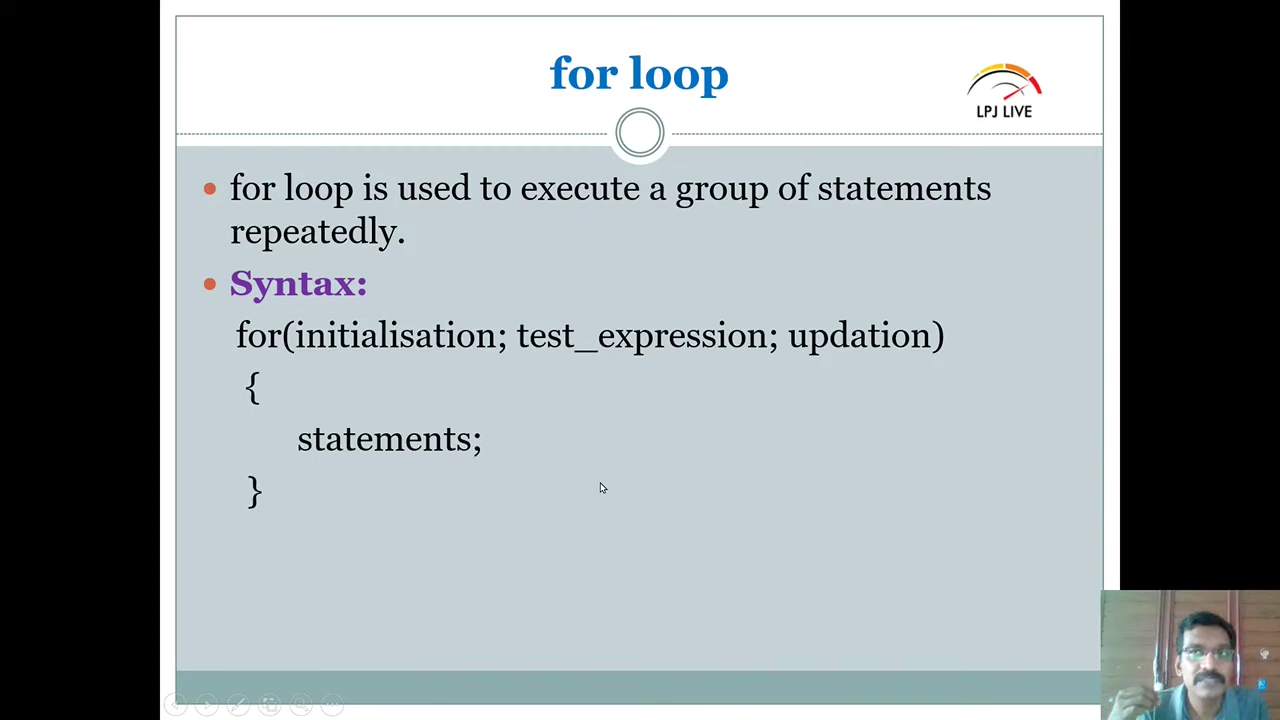 for loop
LPJ LIVE
• for loop is used to execute a group of statements
repeatedly.
• Syntax:
for(initialisation; test_expression; updation)
{
statements;
}